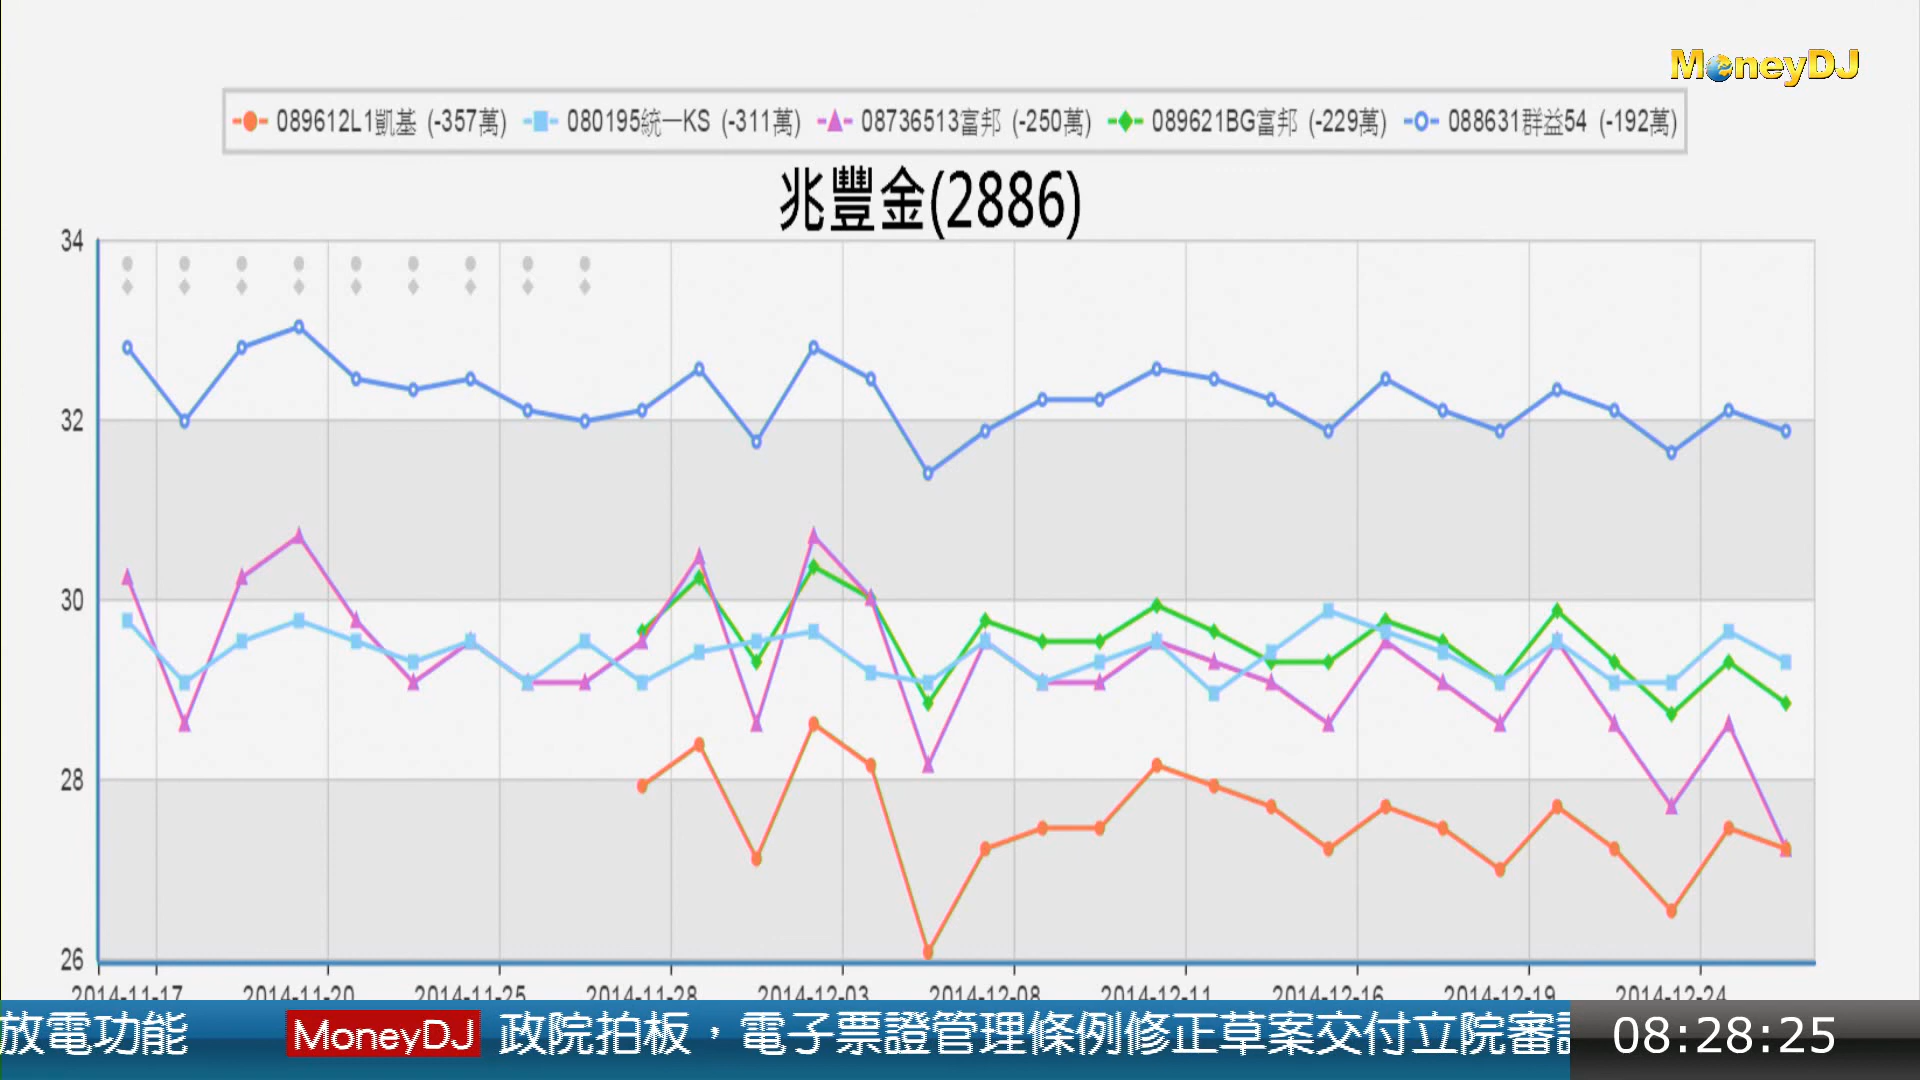 MoneyDJ
089612L1凱基 (-357萬) 080195統一KS (-311萬) 08736513富邦 (-250萬) 089621BG富邦 (-229萬) 088631群益54 (-192萬)
兆豐金(2886)
34
32
30
28
26
2014-11-17 2014-11-20 2014-11-25 2014-11-28 2014-12-03 2014-12-08 2014-12-11 2014-12-16 2014-12-19 2014-12-24
放電功能 MoneyDJ 政院拍板，電子票證管理條例修正草案交付立院審 08:28:25